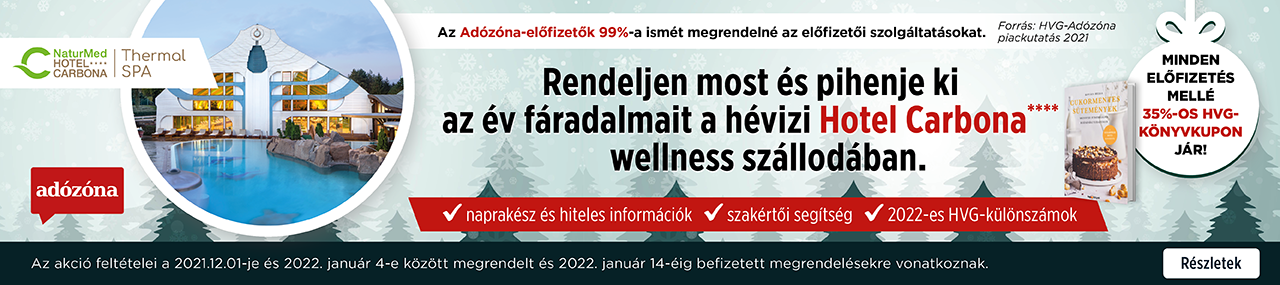 NaturMed
HOTEL****
CARBONA
Thermal
SPA
adózóna
Az Adózóna-előfizetők 99%-a ismét megrendelné az előfizetői szolgáltatásokat.
Forrás: HVG-Adózóna
piackutatás 2021
Rendeljen most és pihenje ki
az év fáradalmait a hévizi Hotel Carbona****
wellness szállodában.
✓ naprakész és hiteles információk ✓ szakértői segítség ✓ 2022-es HVG-különszámok
MINDEN
ELŐFIZETÉS
MELLÉ
35%-OS HVG-
KÖNYVKUPON
JÁR!
CUKORMENTES
SÜTEMÉNYEK
Az akció feltételei a 2021.12.01-je és 2022. január 4-e között megrendelt és 2022. január 14-éig befizetett megrendelésekre vonatkoznak.
Részletek